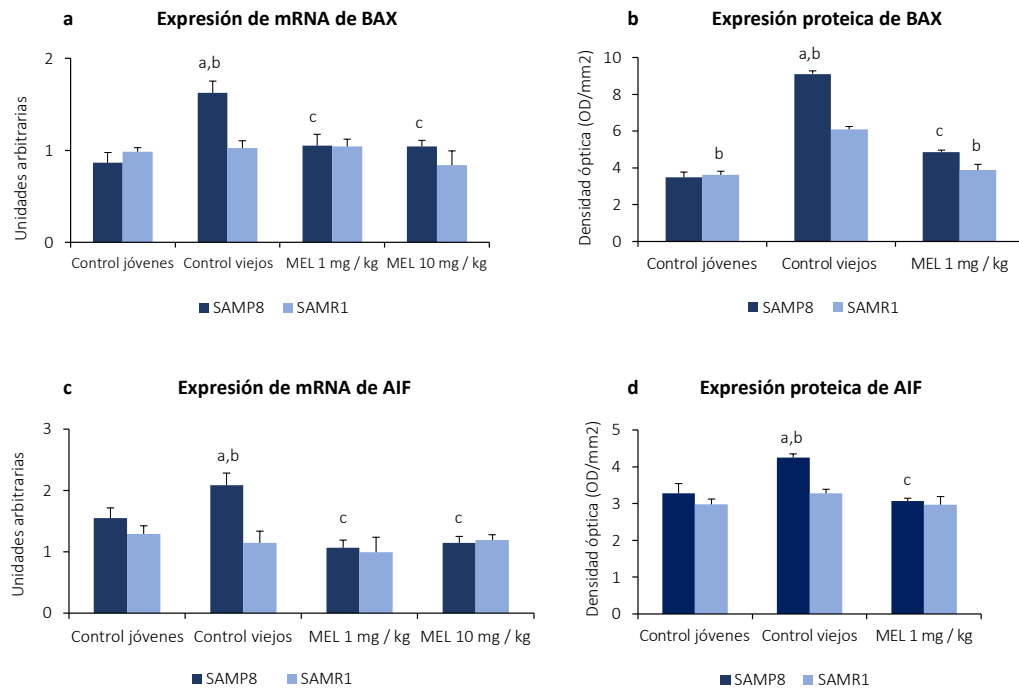 a Expresión de mRNA de BAX
Unidades arbitrarias
2
1
0
a,b
c
c
Control jóvenes Control viejos MEL 1 mg / kg MEL 10 mg / kg
SAMP8 SAMR1
b Expresión proteica de BAX
Densidad óptica (OD/mm2)
10
8
6
4
2
0
b
a,b
c
b
Control jóvenes Control viejos MEL 1 mg / kg
SAMP8 SAMR1
c Expresión de mRNA de AIF
Unidades arbitrarias
3
2
1
0
a,b
c
c
Control jóvenes Control viejos MEL 1 mg / kg MEL 10 mg / kg
SAMP8 SAMR1
d Expresión proteica de AIF
Densidad óptica (OD/mm2)
5
4
3
2
1
0
a,b
c
Control jóvenes Control viejos MEL 1 mg / kg
SAMP8 SAMR1